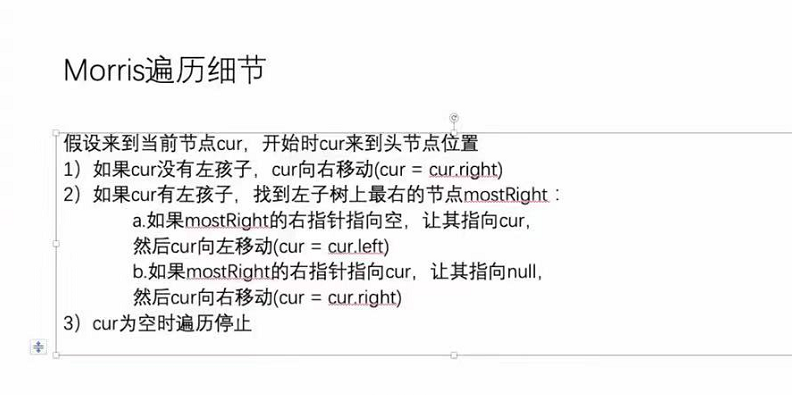 Morris遍历细节
假设来到当前节点cur，开始时cur来到头节点位置
1）如果cur没有左孩子，cur向右移动(cur = cur.right)
2）如果cur有左孩子，找到左子树上最右的节点mostRight：
a.如果mostRight的右指针指向空，让其指向cur，
然后cur向左移动(cur = cur.left)
b.如果mostRight的右指针指向cur，让其指向null，
然后cur向右移动(cur = cur.right)
3）cur为空时遍历停止